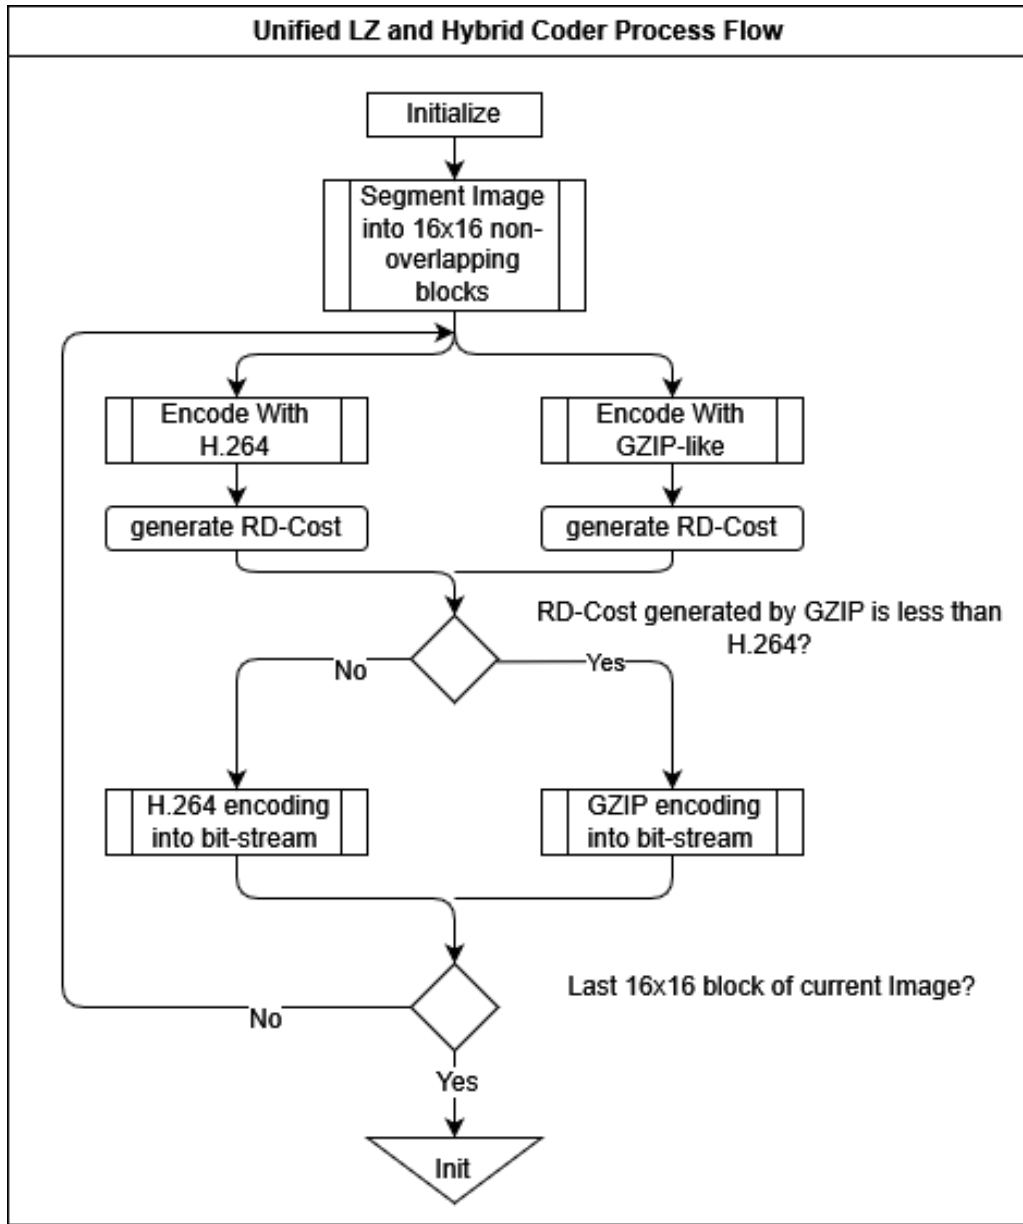 Unified LZ and Hybrid Coder Process Flow
Initialize
Segment Image
into 16x16 non-
overlapping
blocks
Encode With
H.264
Encode With
GZIP-like
generate RD-Cost
generate RD-Cost
RD-Cost generated by GZIP is less than
H.264?
No
Yes
H.264 encoding
into bit-stream
GZIP encoding
into bit-stream
Last 16x16 block of current Image?
No
Yes
Init